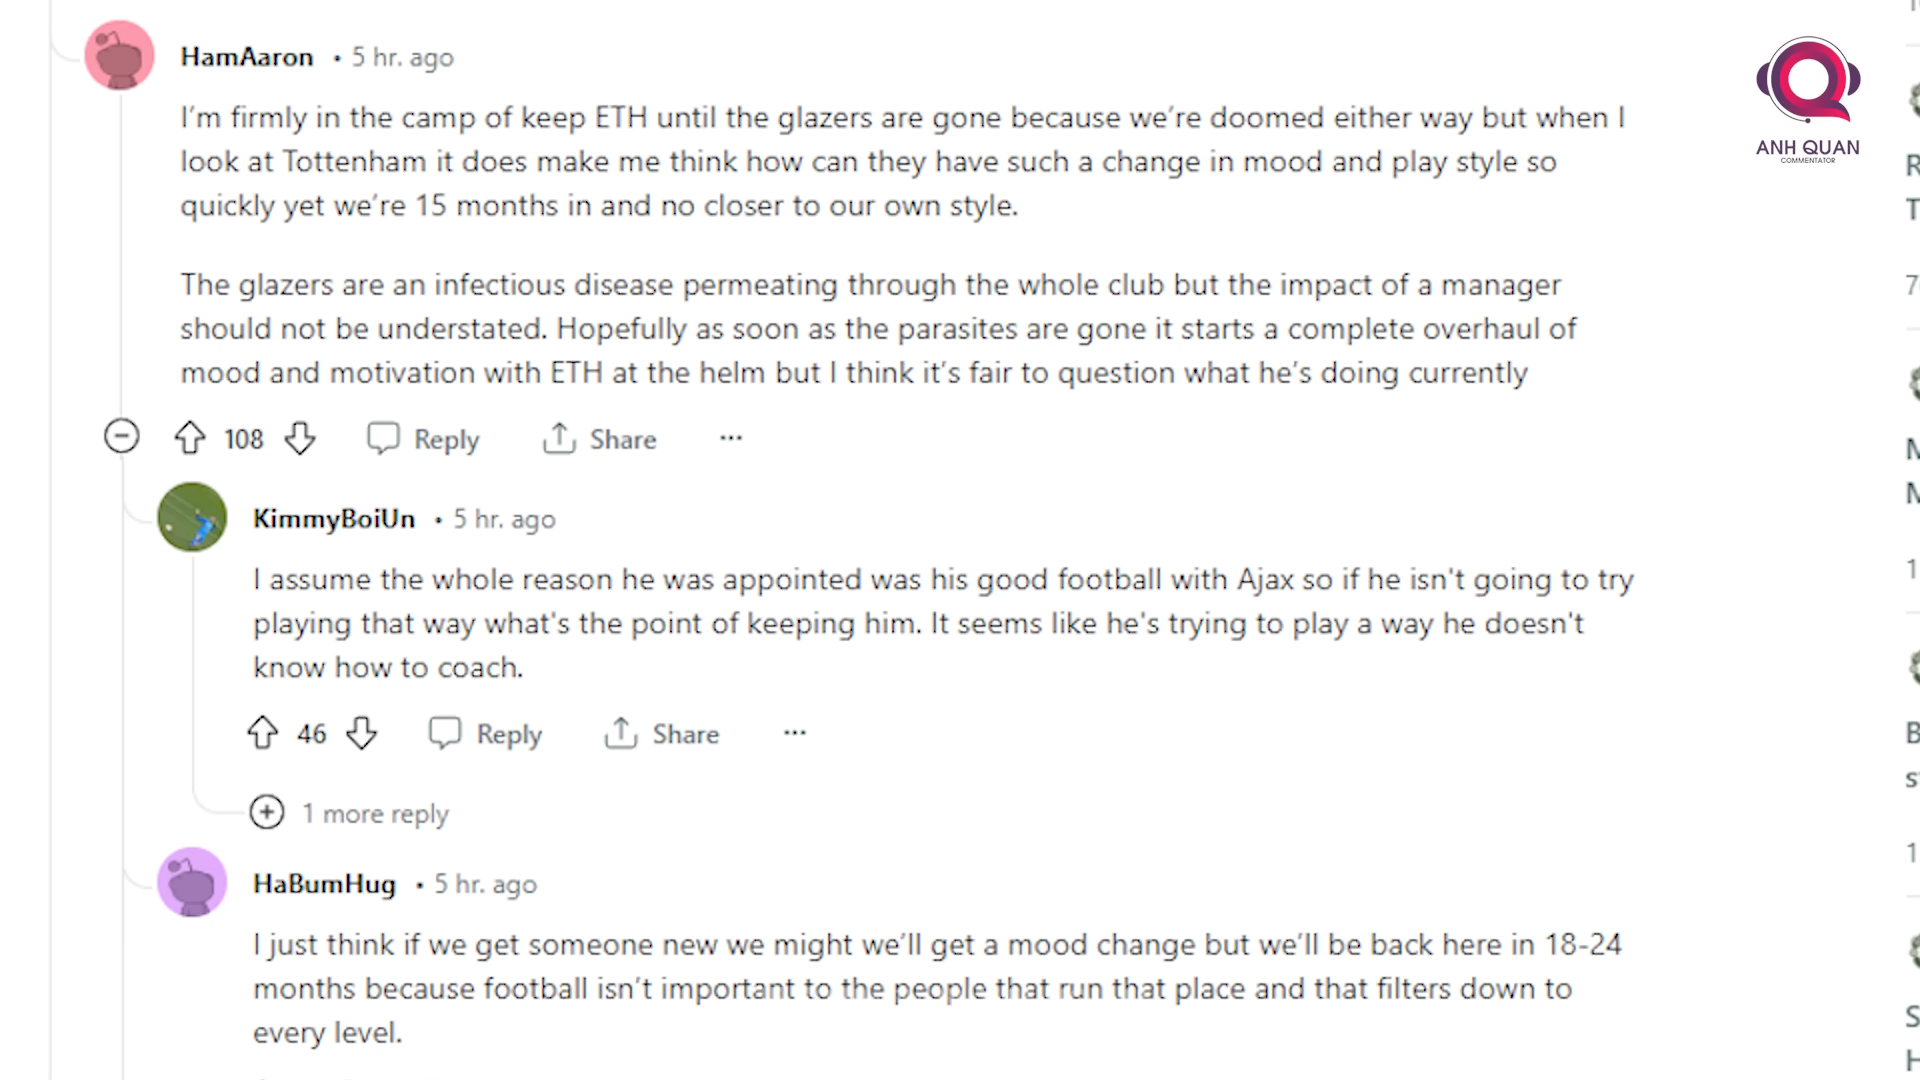 HamAaron • 5 hr. ago
I'm firmly in the camp of keep ETH until the glazers are gone because we're doomed either way but when I
look at Tottenham it does make me think how can they have such a change in mood and play style so
quickly yet we're 15 months in and no closer to our own style.
The glazers are an infectious disease permeating through the whole club but the impact of a manager
should not be understated. Hopefully as soon as the parasites are gone it starts a complete overhaul of
mood and motivation with ETH at the helm but I think it's fair to question what he's doing currently
108 Reply Share ...
KimmyBoiUn • 5 hr. ago
I assume the whole reason he was appointed was his good football with Ajax so if he isn't going to try
playing that way what's the point of keeping him. It seems like he's trying to play a way he doesn't
know how to coach.
46 Reply Share ...
1 more reply
HaBumHug • 5 hr. ago
I just think if we get someone new we might we'll get a mood change but we'll be back here in 18-24
months because football isn't important to the people that run that place and that filters down to
every level.
ANH QUAN
COMMENTATOR